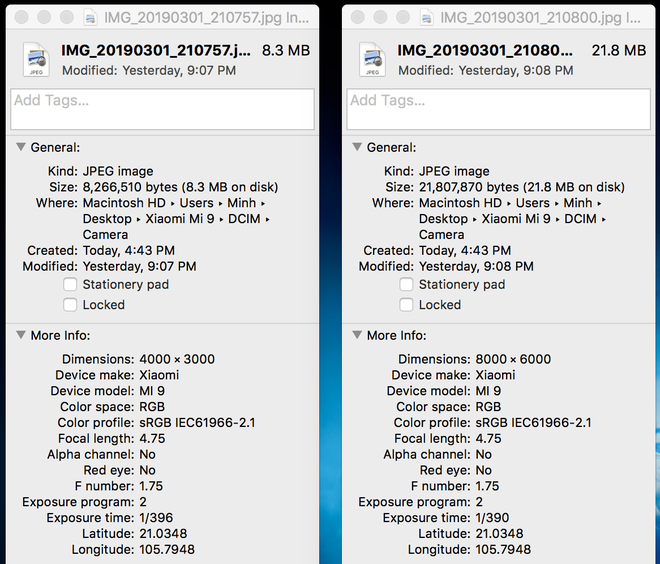 IMG_20190301_210757.jpg In...
IMG_20190301_210757.j... 8.3 MB
Modified: Yesterday, 9:07 PM
Add Tags...
General:
Kind: JPEG image
Size: 8,266,510 bytes (8.3 MB on disk)
Where: Macintosh HD ‣ Users ‣ Minh ‣
Desktop ‣ Xiaomi Mi 9 ‣ DCIM ‣
Camera
Created: Today, 4:43 PM
Modified: Yesterday, 9:07 PM
Stationery pad
Locked
More Info:
Dimensions: 4000 × 3000
Device make: Xiaomi
Device model: MI 9
Color space: RGB
Color profile: sRGB IEC61966-2.1
Focal length: 4.75
Alpha channel: No
Red eye: No
F number: 1.75
Exposure program: 2
Exposure time: 1/396
Latitude: 21.0348
Longitude: 105.7948
IMG_20190301_210800.jpg I...
IMG_20190301_21080... 21.8 MB
Modified: Yesterday, 9:08 PM
Add Tags...
General:
Kind: JPEG image
Size: 21,807,870 bytes (21.8 MB on disk)
Where: Macintosh HD ‣ Users ‣ Minh ‣
Desktop ‣ Xiaomi Mi 9 ‣ DCIM ‣
Camera
Created: Today, 4:43 PM
Modified: Yesterday, 9:08 PM
Stationery pad
Locked
More Info:
Dimensions: 8000 × 6000
Device make: Xiaomi
Device model: MI 9
Color space: RGB
Color profile: sRGB IEC61966-2.1
Focal length: 4.75
Alpha channel: No
Red eye: No
F number: 1.75
Exposure program: 2
Exposure time: 1/390
Latitude: 21.0348
Longitude: 105.7948